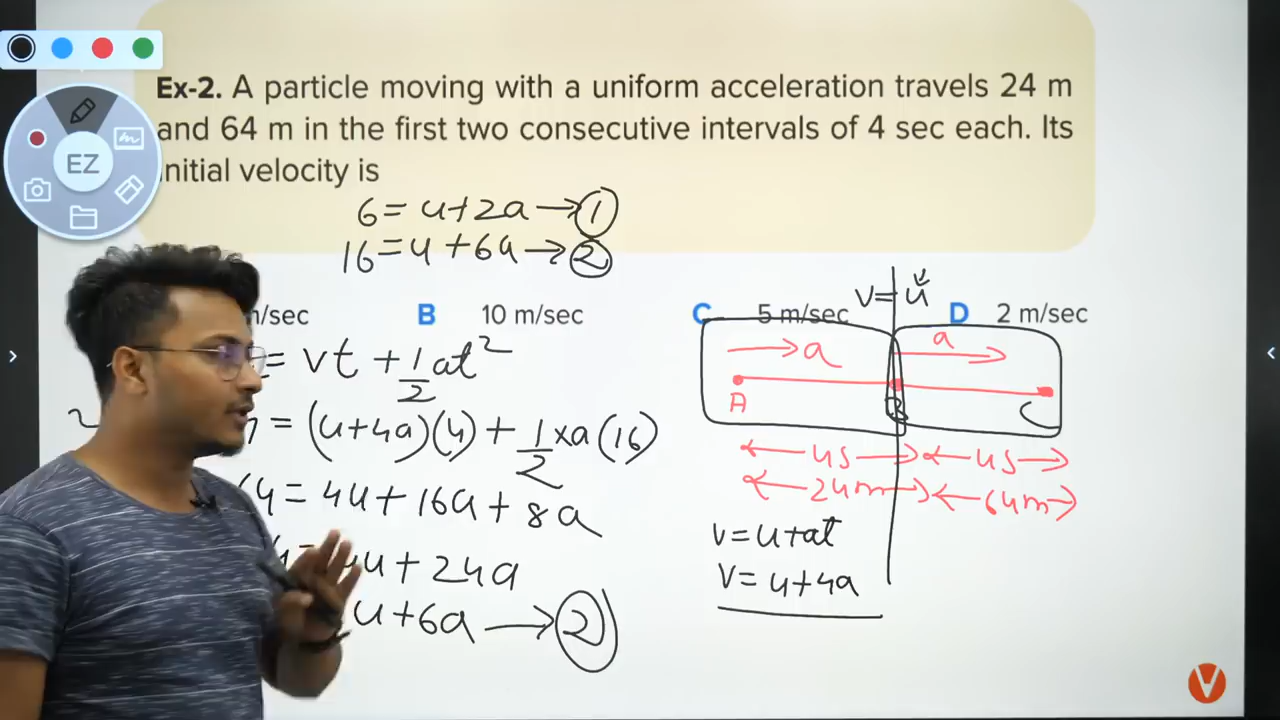 Ex-2. A particle moving with a uniform acceleration travels 24 m
and 64 m in the first two consecutive intervals of 4 sec each. Its
initial velocity is
EZ
6 = u+2a → 1
16 = u+6a → 2
/sec
B 10 m/sec
C 5 m/sec
D 2 m/sec
= vt + 1/2 at²
= (u+4a)(4) + 1/2 x a(16)
4 = 4u + 16a + 8a
4u + 24a
u + 6a → 2
V = u
a
a
A
B
C
4s
4s
24m
64m
v = u+at
v = u+4a
V